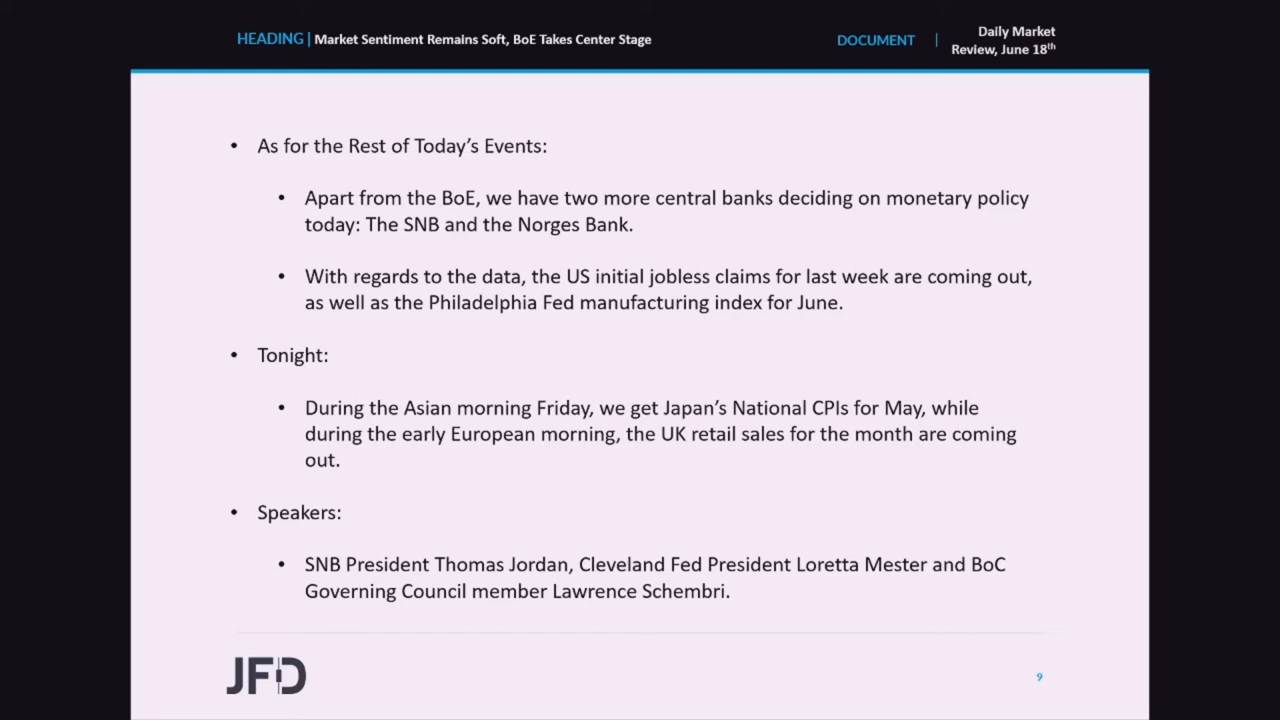 HEADING | Market Sentiment Remains Soft, BoE Takes Center Stage
DOCUMENT | Daily Market
Review, June 18th
• As for the Rest of Today's Events:
• Apart from the BoE, we have two more central banks deciding on monetary policy
today: The SNB and the Norges Bank.
• With regards to the data, the US initial jobless claims for last week are coming out,
as well as the Philadelphia Fed manufacturing index for June.
• Tonight:
• During the Asian morning Friday, we get Japan's National CPIs for May, while
during the early European morning, the UK retail sales for the month are coming
out.
• Speakers:
• SNB President Thomas Jordan, Cleveland Fed President Loretta Mester and BoC
Governing Council member Lawrence Schembri.
JFD
9